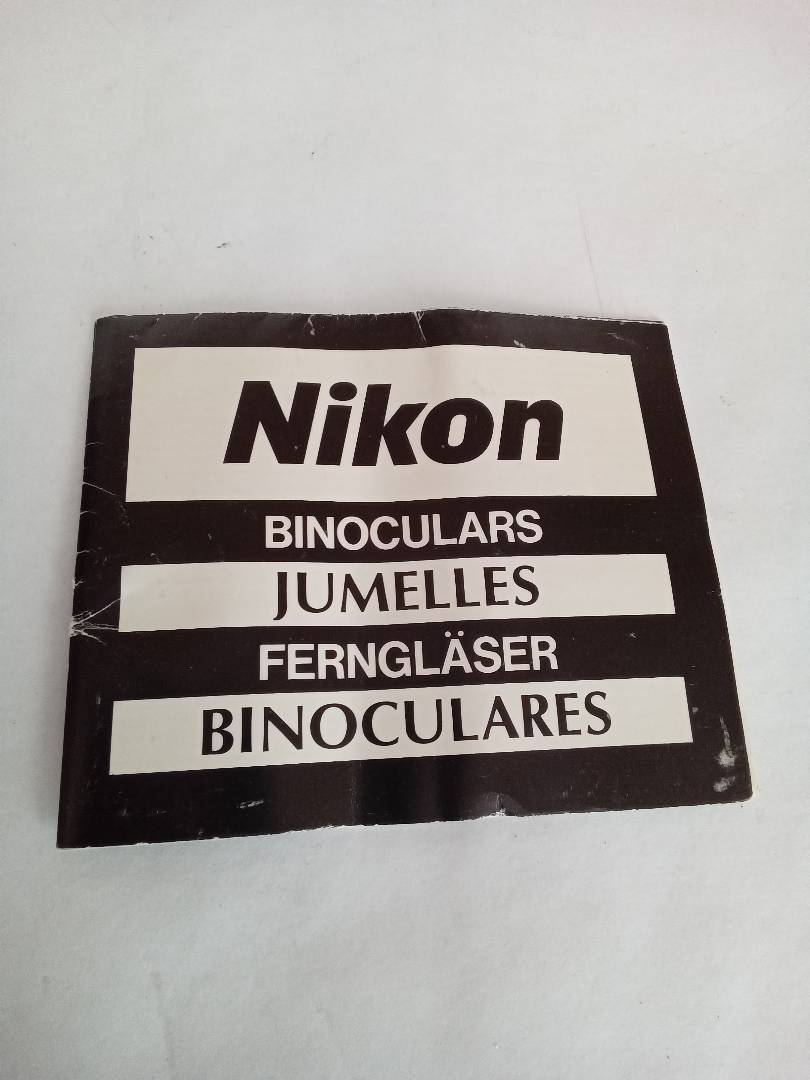 Nikon
BINOCULARS
JUMELLES
FERNGLÄSER
BINOCULARES